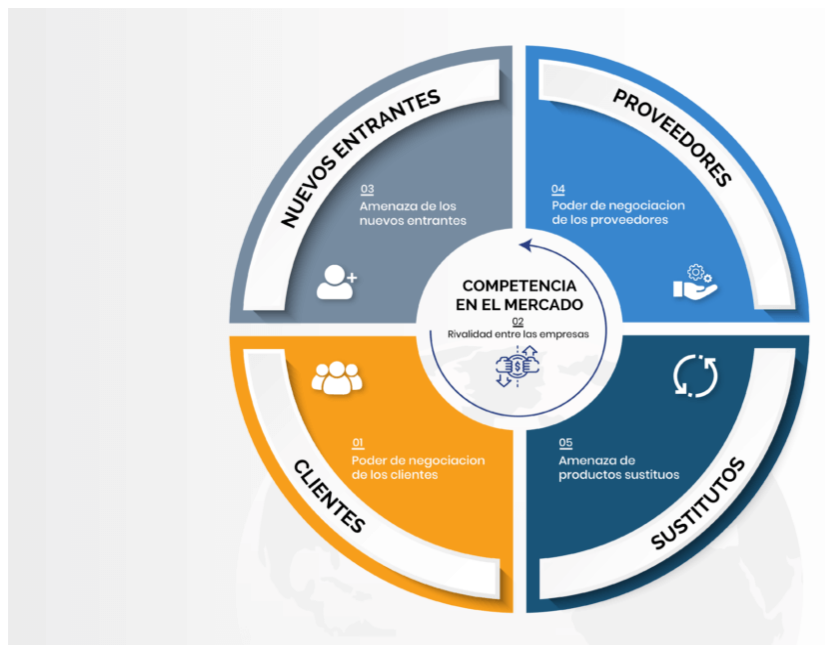 NUEVOS ENTRANTES
03
Amenaza de los
nuevos entrantes
PROVEEDORES
04
Poder de negociacion
de los proveedores
COMPETENCIA
EN EL MERCADO
02
Rivalidad entre las empresas
$
CLIENTES
01
Poder de negociacion
de los clientes
SUSTITUTOS
05
Amenaza de
productos sustituos